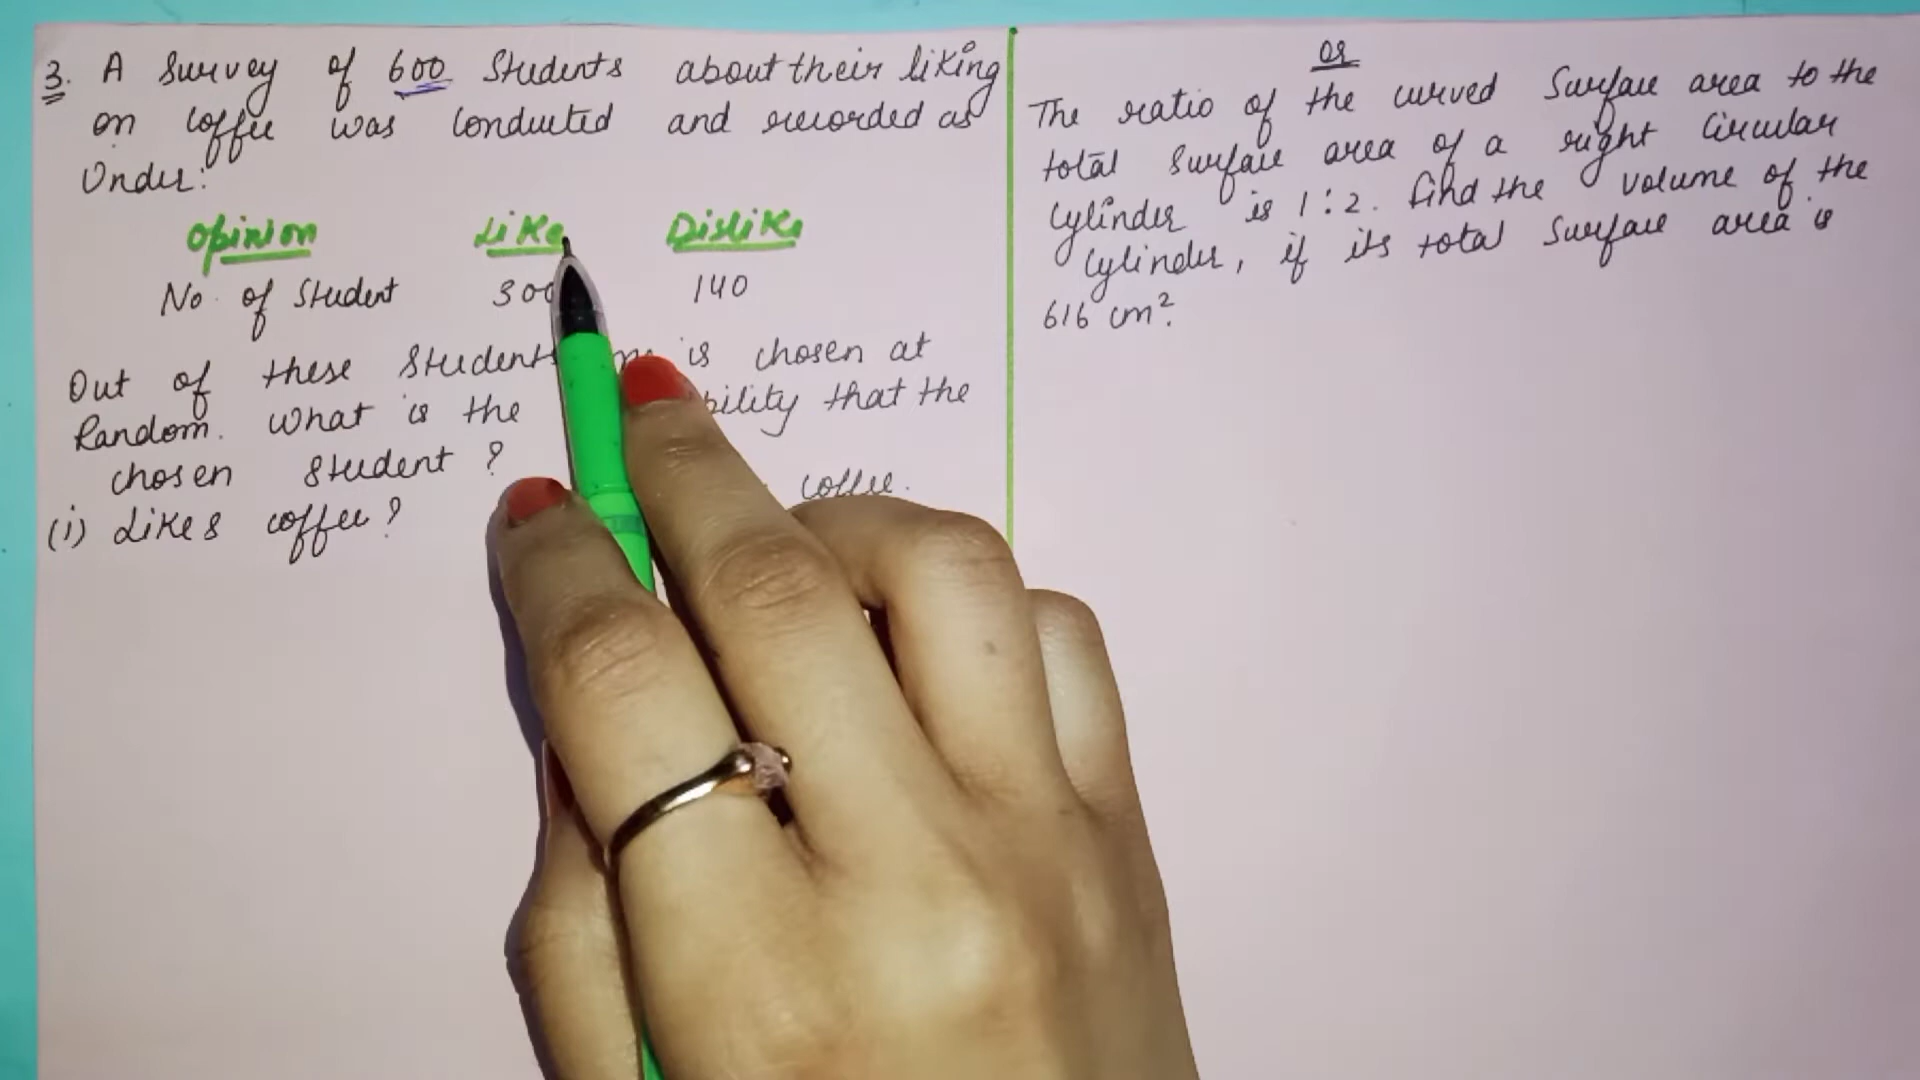 3. A Survey of 600 Students about their liking
on coffee was conducted and recorded as
Under:
Opinion Like Dislike
No. of Student 300 140
Out of these Students is chosen at
Random. What is the that the
chosen student?
(i) Likes coffee? coffee.
or
The ratio of the curved Surface area to the
total surface area of a right circular
cylinder is 1:2. find the volume of the
cylinder, if its total surface area is
616 cm².